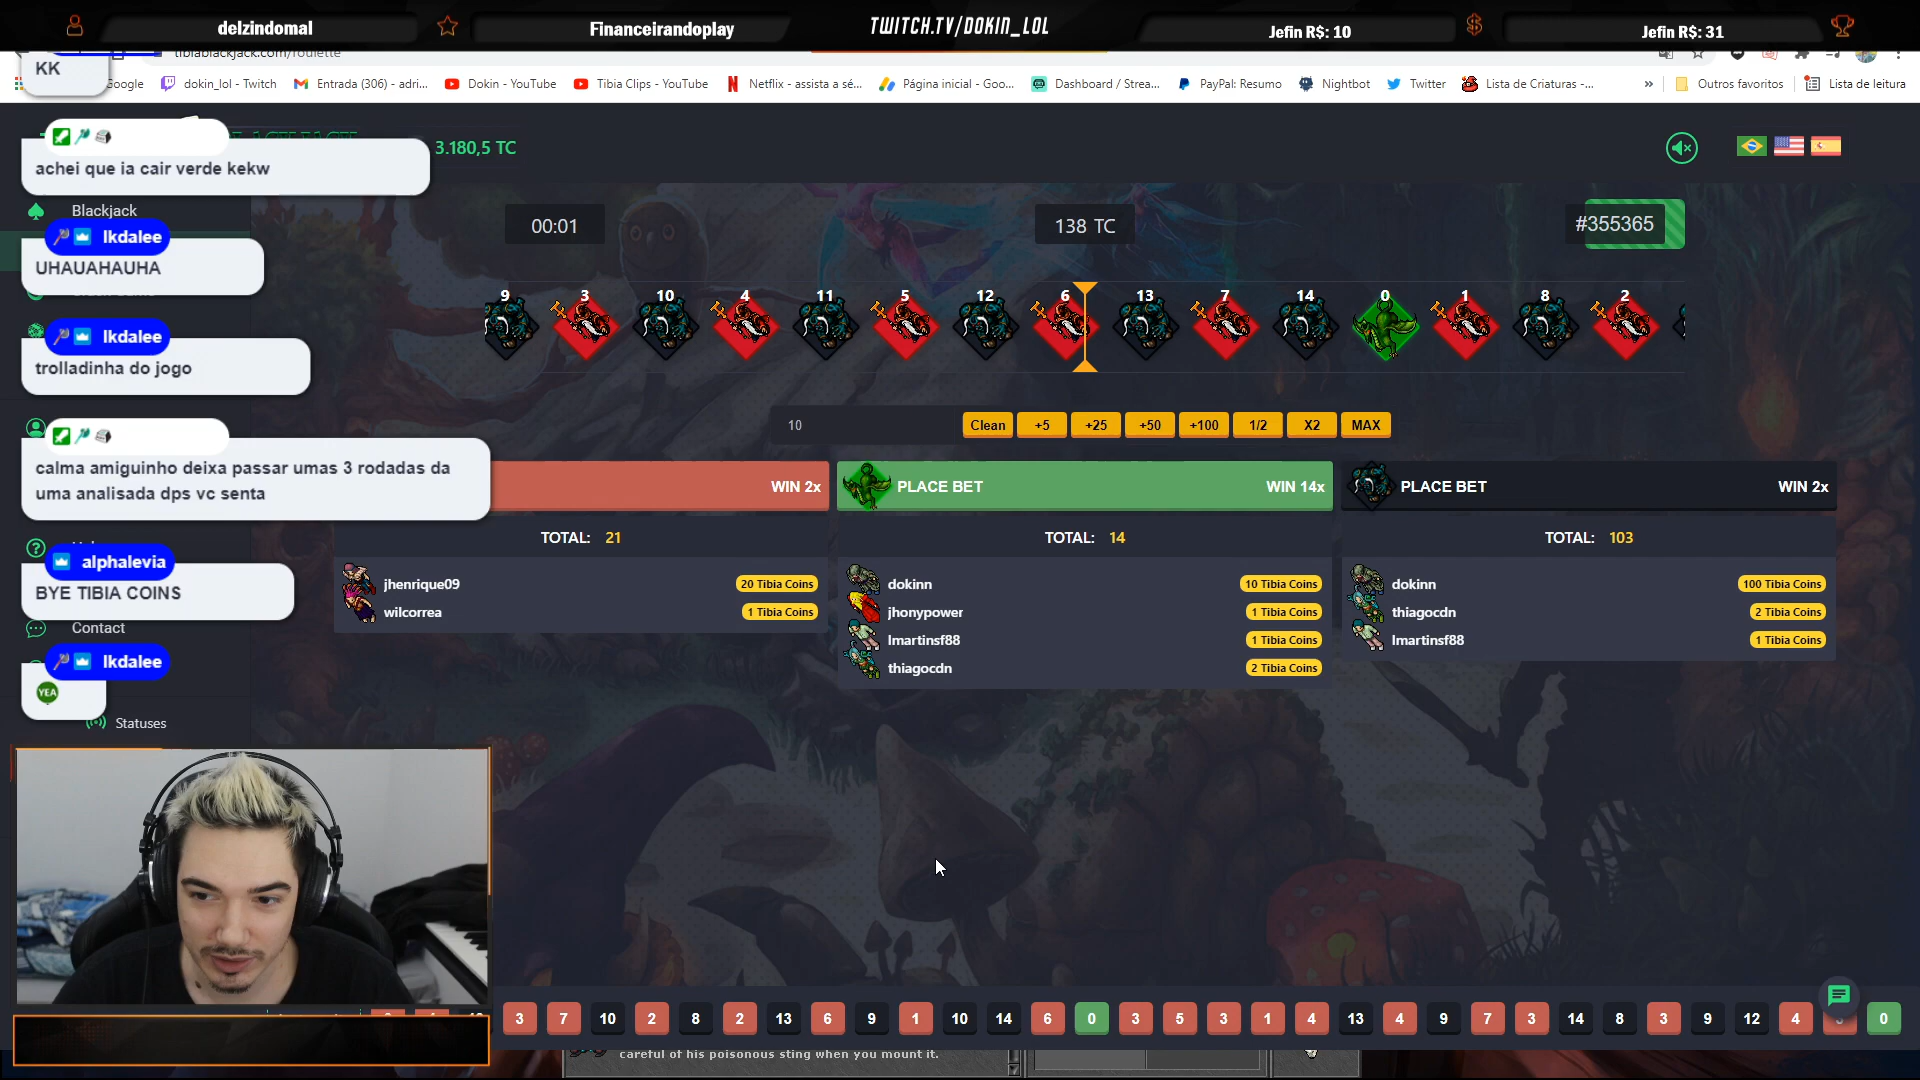 delzindomal
Financeirandoplay
TWITCH.TV/DOKIN_LOL
Jefin R$: 10
Jefin R$: 31
tibiablackjack.com/roulette
KK
Google
dokin_lol - Twitch
Entrada (306) - adri...
Dokin - YouTube
Tibia Clips - YouTube
Netflix - assista a sé...
Página inicial - Goo...
Dashboard / Strea...
PayPal: Resumo
Nightbot
Twitter
Lista de Criaturas -...
»
Outros favoritos
Lista de leitura
3.180,5 TC
achei que ia cair verde kekw
Blackjack
lkdalee
UHAUAHAUHA
lkdalee
trolladinha do jogo
calma amiguinho deixa passar umas 3 rodadas da
uma analisada dps vc senta
alphalevia
BYE TIBIA COINS
Contact
lkdalee
YEA
Statuses
00:01
138 TC
#355365
9 3 10 4 11 5 12 6 13 7 14 0 1 8 2
10
Clean +5 +25 +50 +100 1/2 X2 MAX
WIN 2x
PLACE BET WIN 14x
PLACE BET WIN 2x
TOTAL: 21
TOTAL: 14
TOTAL: 103
jhenrique09 20 Tibia Coins
wilcorrea 1 Tibia Coins
dokinn 10 Tibia Coins
jhonypower 1 Tibia Coins
lmartinsf88 1 Tibia Coins
thiagocdn 2 Tibia Coins
dokinn 100 Tibia Coins
thiagocdn 2 Tibia Coins
lmartinsf88 1 Tibia Coins
3 7 10 2 8 2 13 6 9 1 10 14 6 0 3 5 3 1 4 13 4 9 7 3 14 8 3 9 12 4 0
careful of his poisonous sting when you mount it.